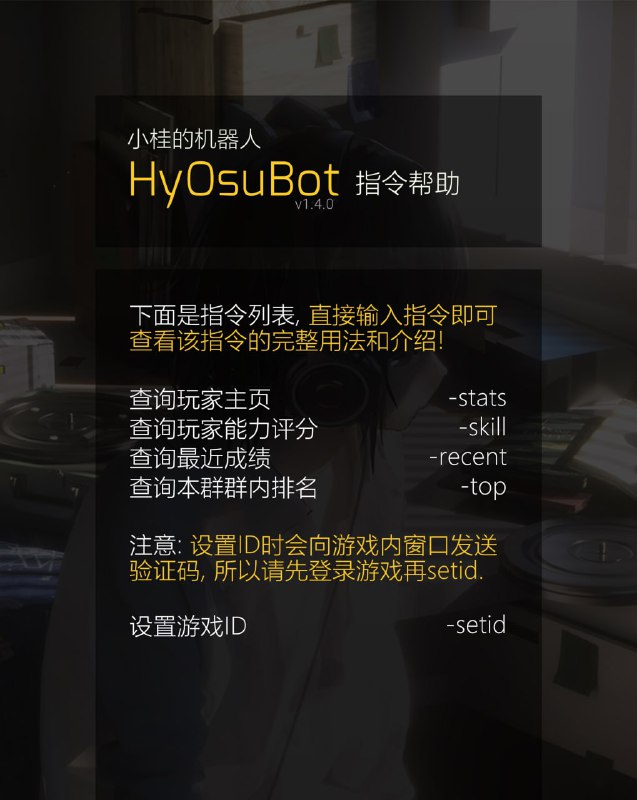 小桂的机器人
HyOsuBot 指令帮助
v1.4.0
下面是指令列表, 直接输入指令即可
查看该指令的完整用法和介绍!
查询玩家主页 -stats
查询玩家能力评分 -skill
查询最近成绩 -recent
查询本群群内排名 -top
注意: 设置ID时会向游戏内窗口发送
验证码, 所以请先登录游戏再setid.
设置游戏ID -setid